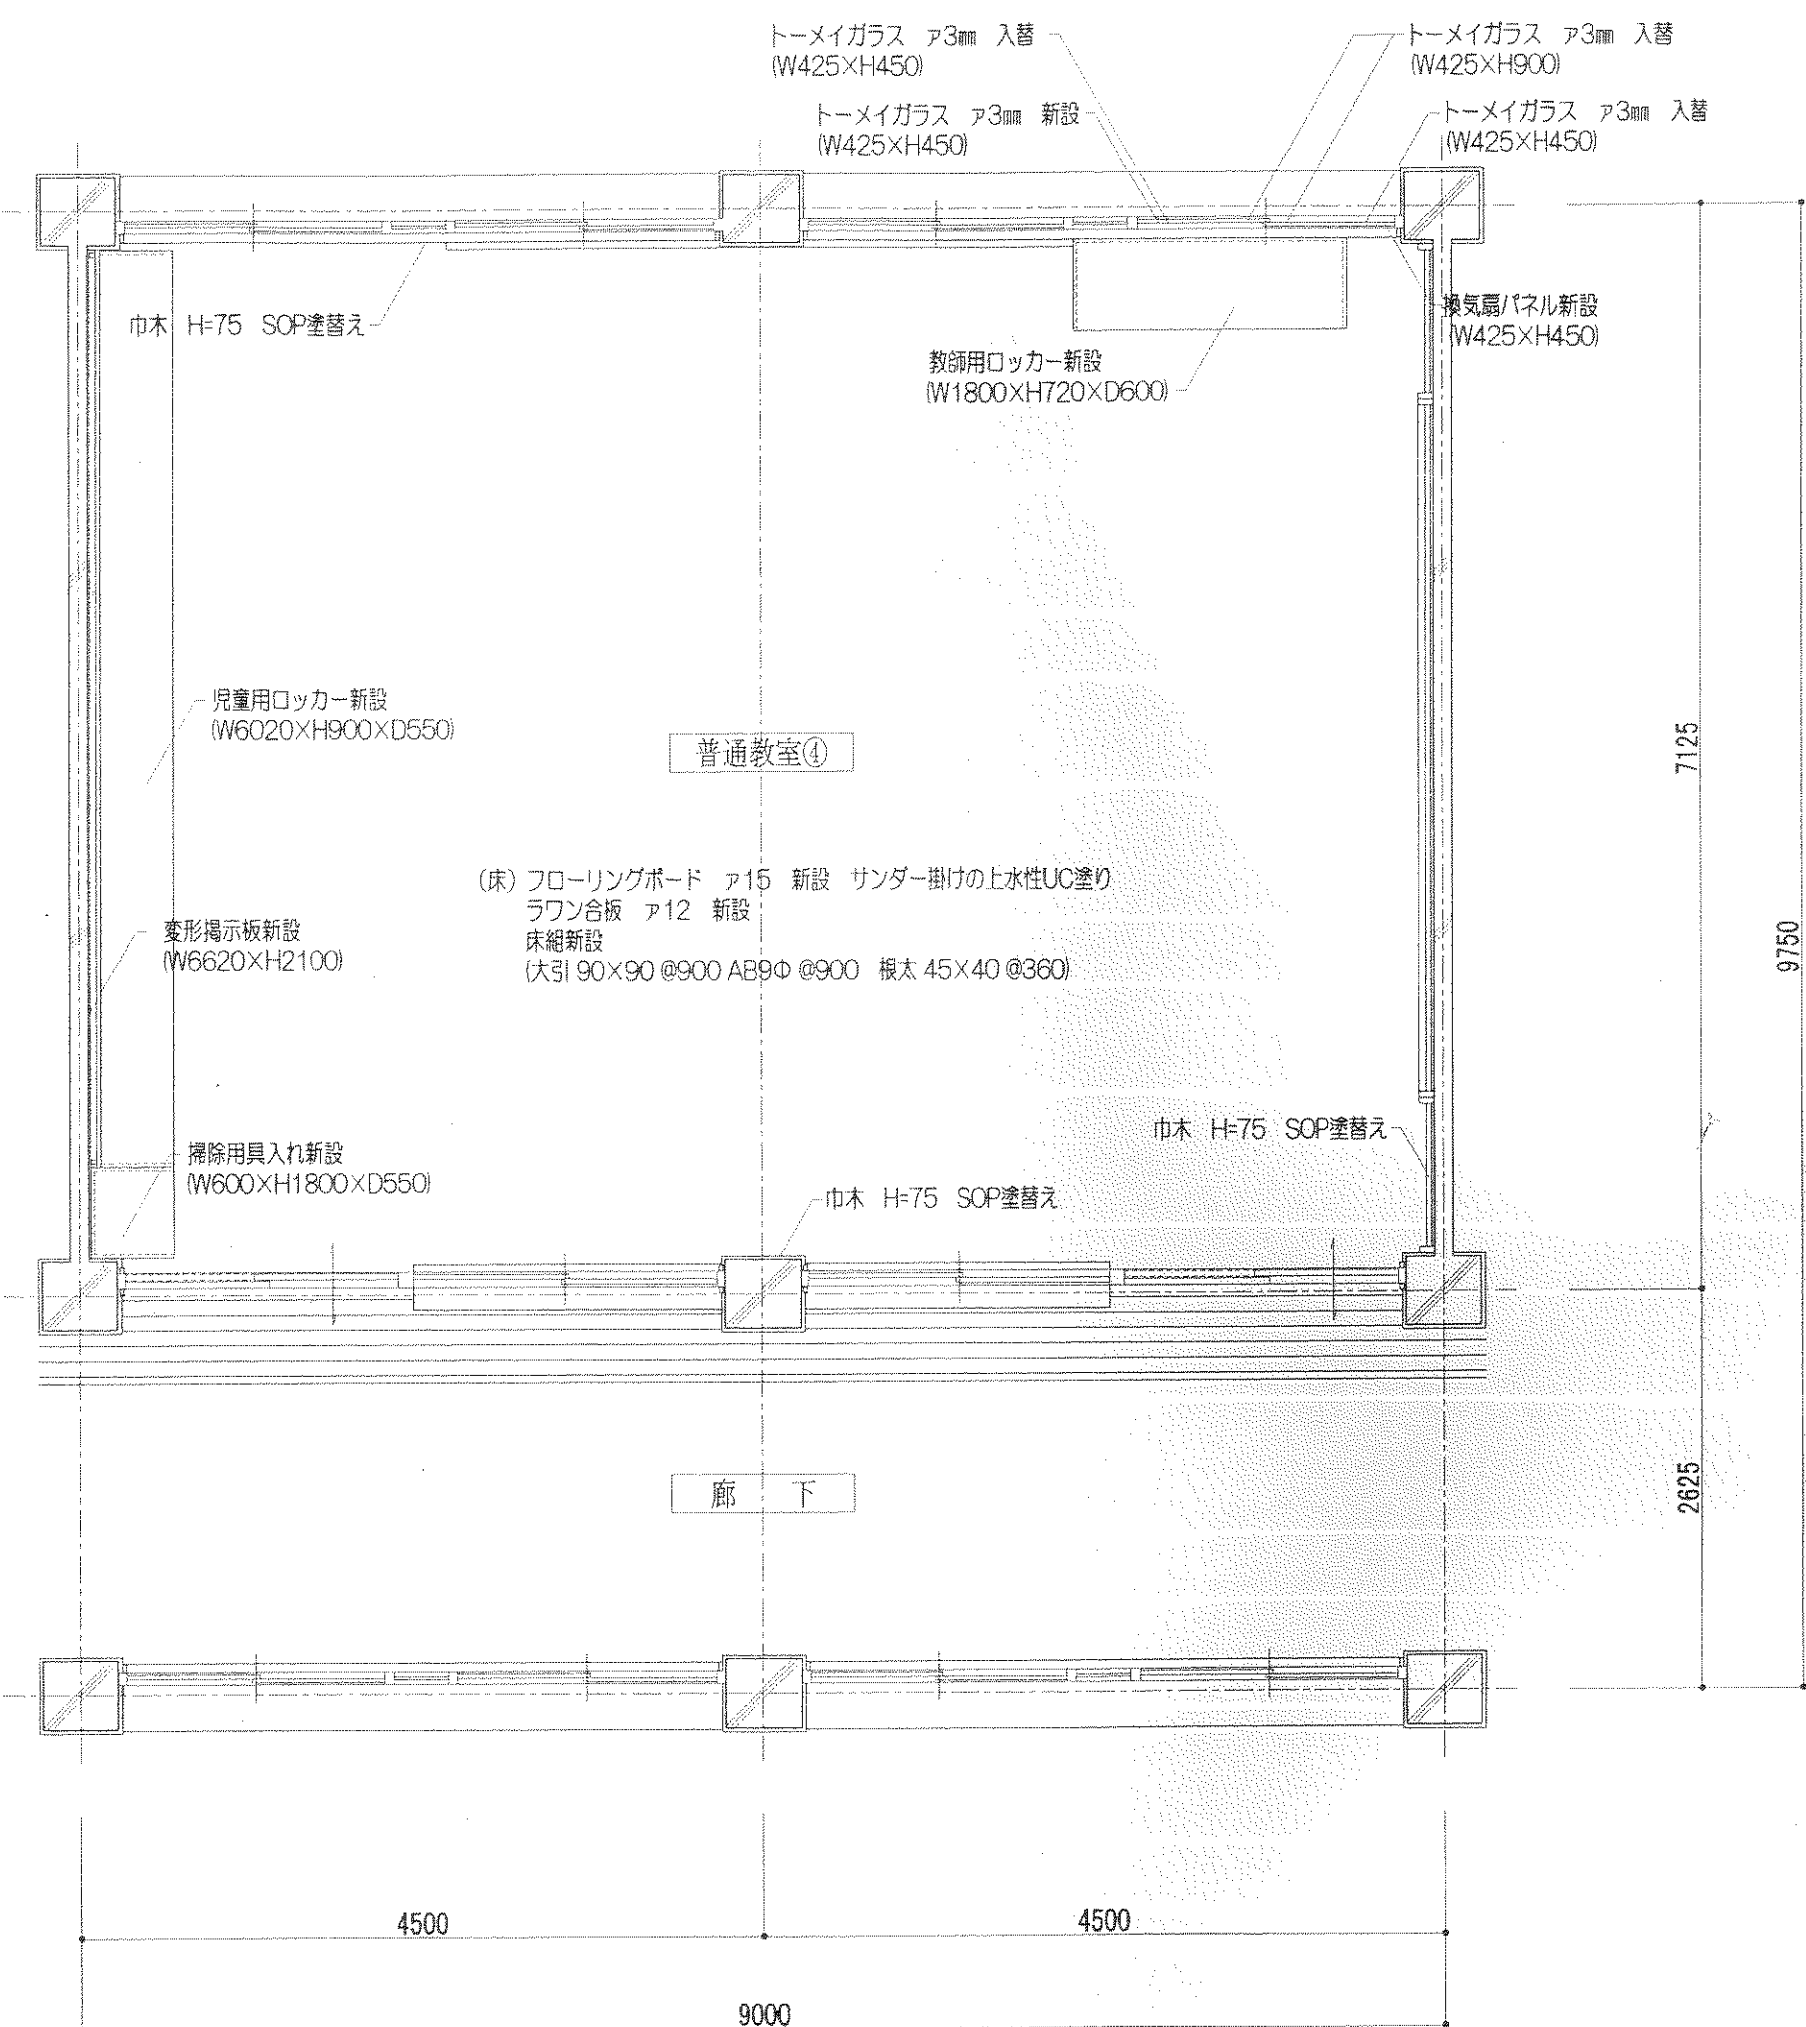 トーメイガラス　ァ3㎜　入替
(W425×H450)
トーメイガラス　ァ3㎜　入替
(W425×H900)
トーメイガラス　ァ3㎜　新設
(W425×H450)
トーメイガラス　ァ3㎜　入替
(W425×H450)
巾木　H=75　SOP塗替え
換気扇パネル新設
(W425×H450)
教師用ロッカー新設
(W1800×H720×D600)
児童用ロッカー新設
(W6020×H900×D550)
普通教室④
7125
9750
(床) フローリングボード　ァ15　新設　サンダー掛けの上水性UC塗り
ラワン合板　ァ12　新設
床組新設
(大引 90×90 @900 AB9Φ @900　根太 45×40 @360)
変形掲示板新設
(W6620×H2100)
巾木　H=75　SOP塗替え
掃除用具入れ新設
(W600×H1800×D550)
巾木　H=75　SOP塗替え
廊　下
2625
4500
4500
9000